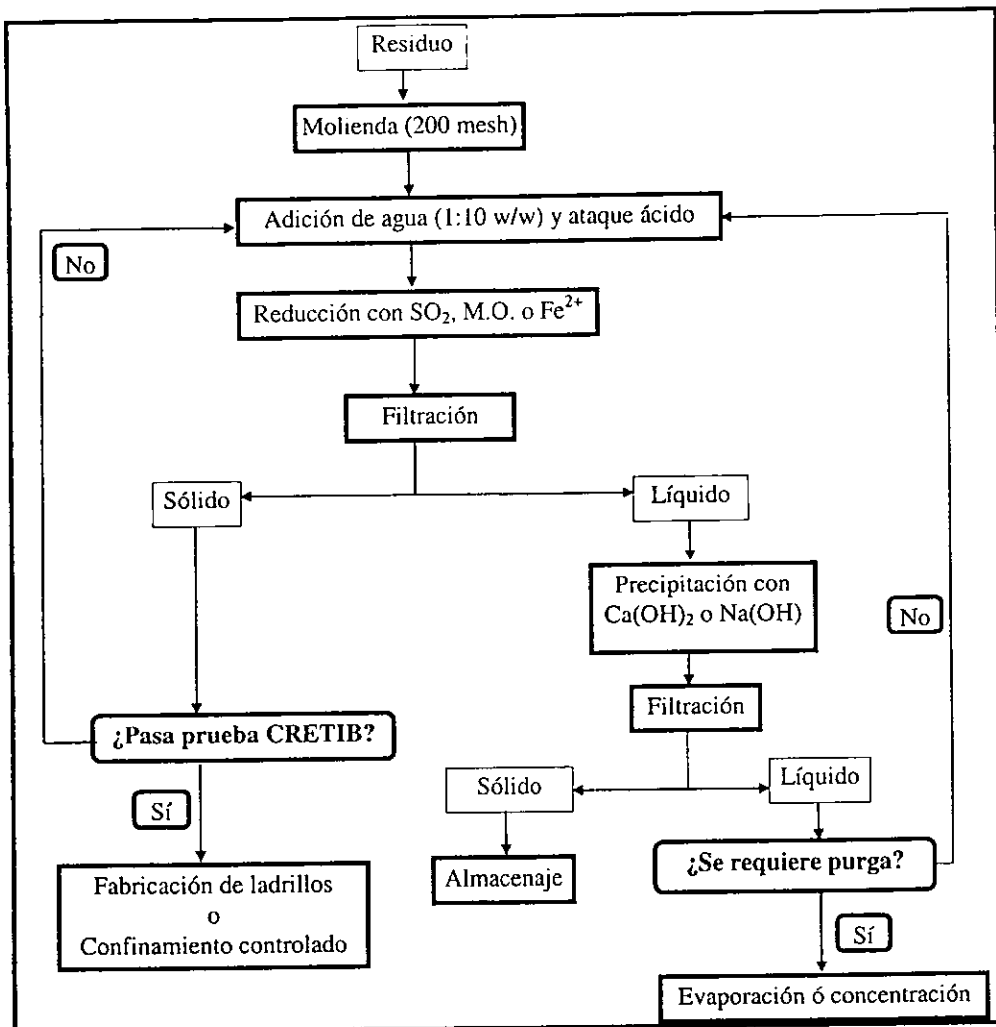 Residuo
Molienda (200 mesh)
Adición de agua (1:10 w/w) y ataque ácido
No
Reducción con SO₂, M.O. o Fe²⁺
Filtración
Sólido
Líquido
Precipitación con
Ca(OH)₂ o Na(OH)
No
Filtración
¿Pasa prueba CRETIB?
Sólido
Líquido
Sí
Almacenaje
¿Se requiere purga?
Fabricación de ladrillos
o
Confinamiento controlado
Sí
Evaporación ó concentración